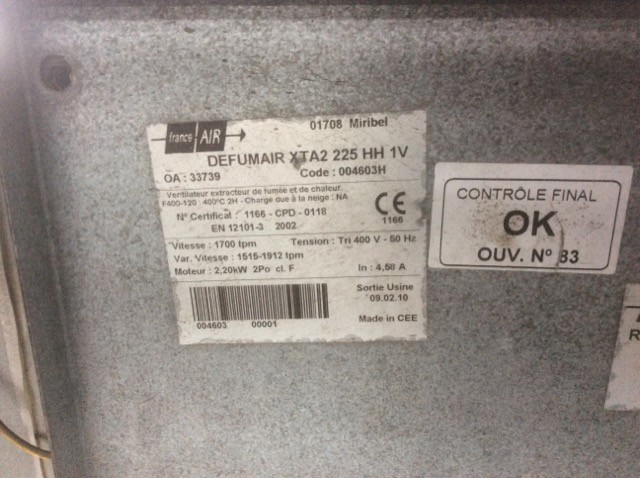 france AIR
01708 Miribel
DEFUMAIR XTA2 225 HH 1V
OA : 33739
Code : 004603H
Ventilateur extracteur de fumée et de chaleur.
F400-120 : 400°C 2H - Charge due à la neige : NA
N° Certificat : 1166 - CPD - 0118
CE
1166
EN 12101-3 2002
Vitesse : 1700 tpm
Tension : Tri 400 V - 50 Hz
Var. Vitesse : 1515-1912 tpm
Moteur : 2,20kW 2Po cl. F
In : 4,58 A
Sortie Usine
09.02.10
004603 00001
Made in CEE
CONTRÔLE FINAL
OK
OUV. N° 83
R